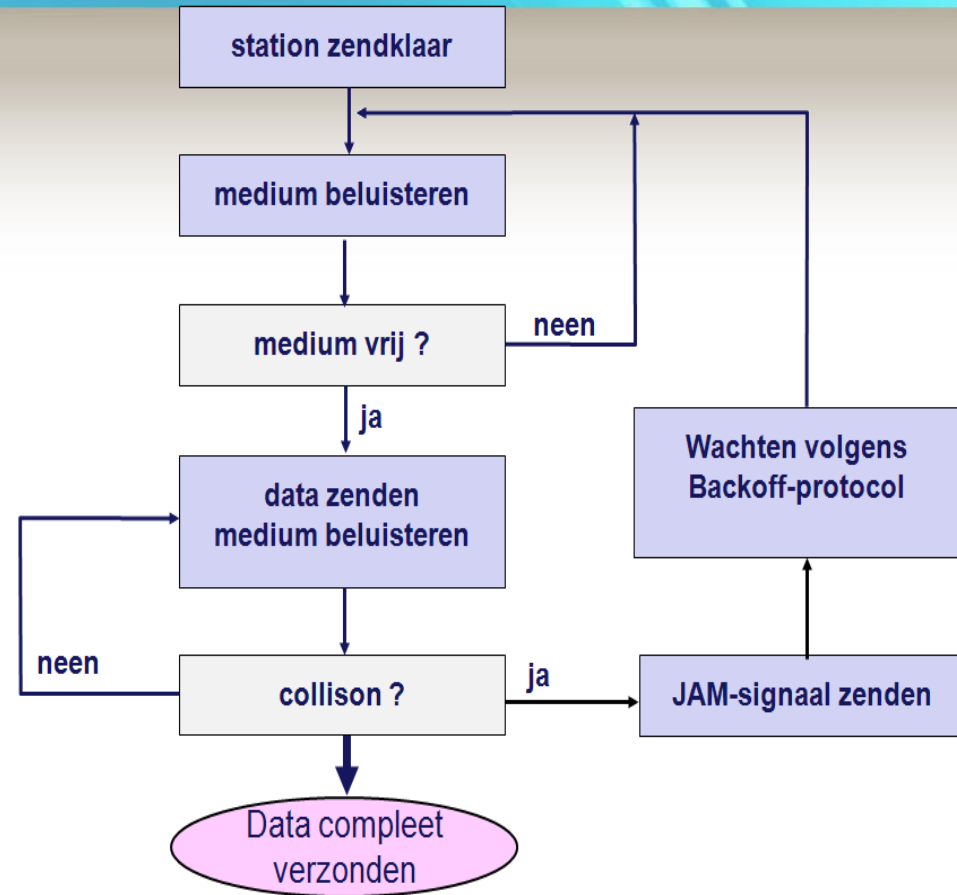 station zendklaar
medium beluisteren
medium vrij ?
neen
ja
data zenden
medium beluisteren
Wachten volgens
Backoff-protocol
neen
collison ?
ja
JAM-signaal zenden
Data compleet
verzonden